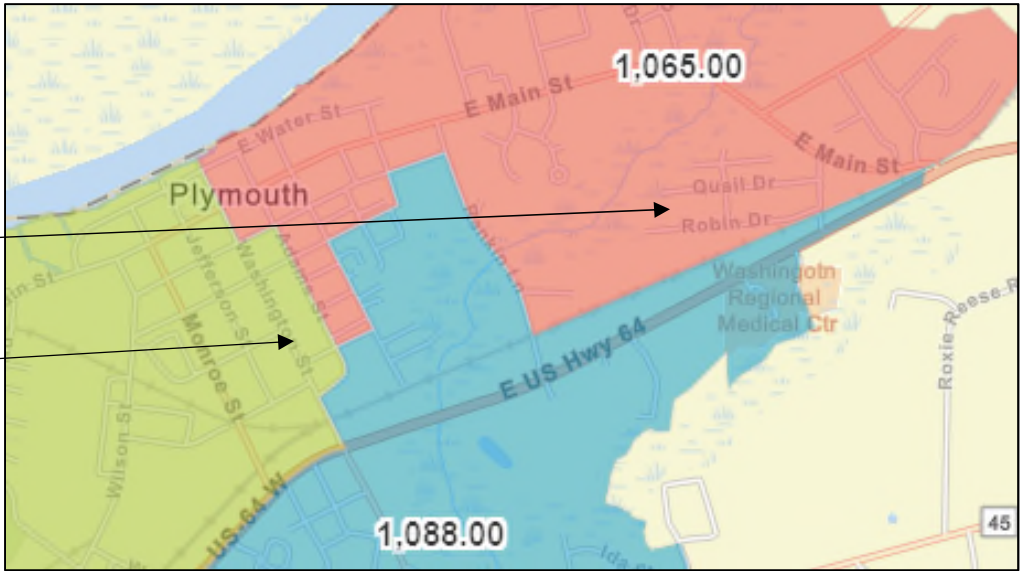 Dr
1,065.00
E Main St
E Water St
E Main St
Plymouth
Quail Dr
Robin Dr
Jefferson St
Washington St
Adams St
Washingotn
Regional
Medical Ctr
Monroe St
E US Hwy 64
Roxie Reese R
Wilson St
US-64 W
1,088.00
45